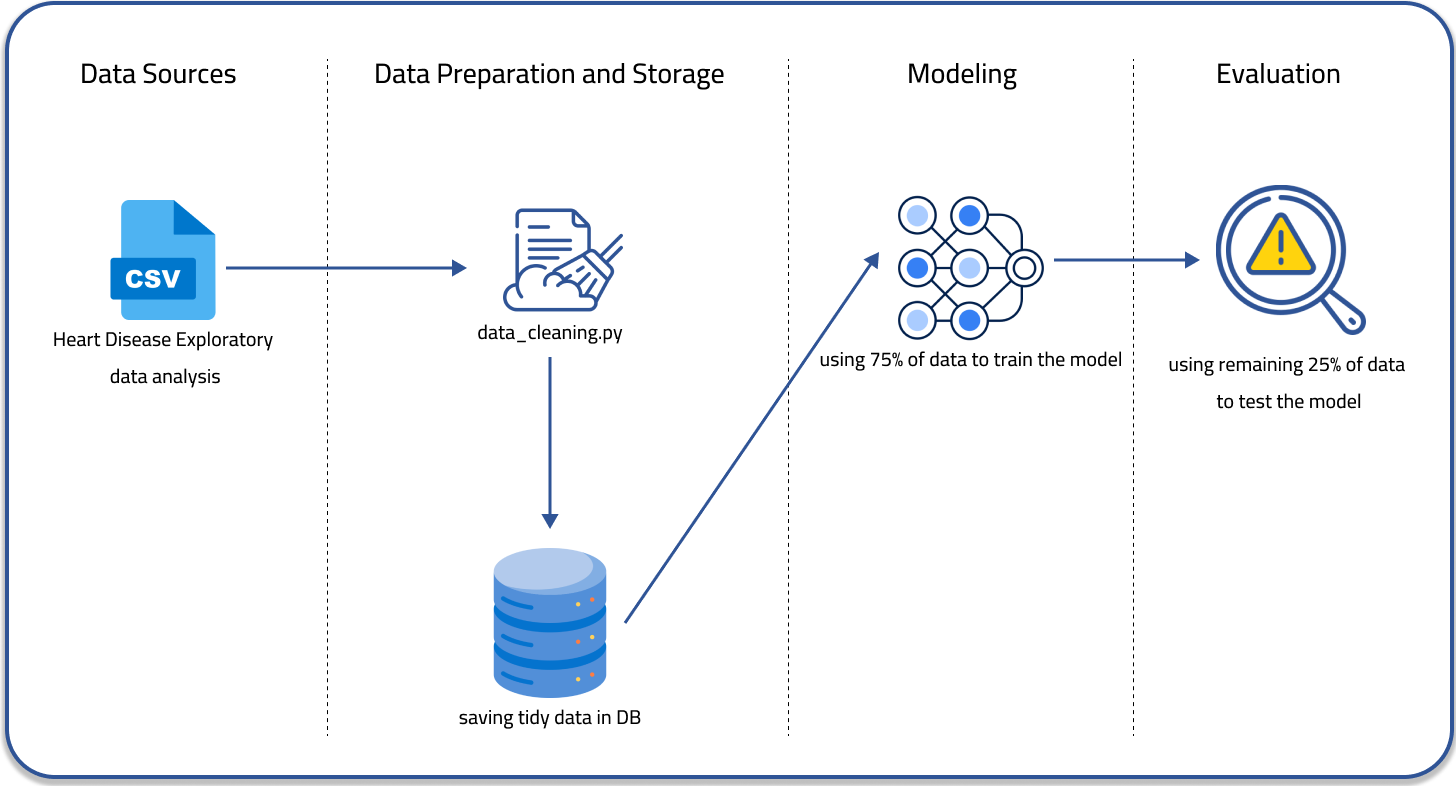 Data Sources
Data Preparation and Storage
Modeling
Evaluation
CSV
Heart Disease Exploratory
data analysis
data_cleaning.py
saving tidy data in DB
using 75% of data to train the model
using remaining 25% of data
to test the model